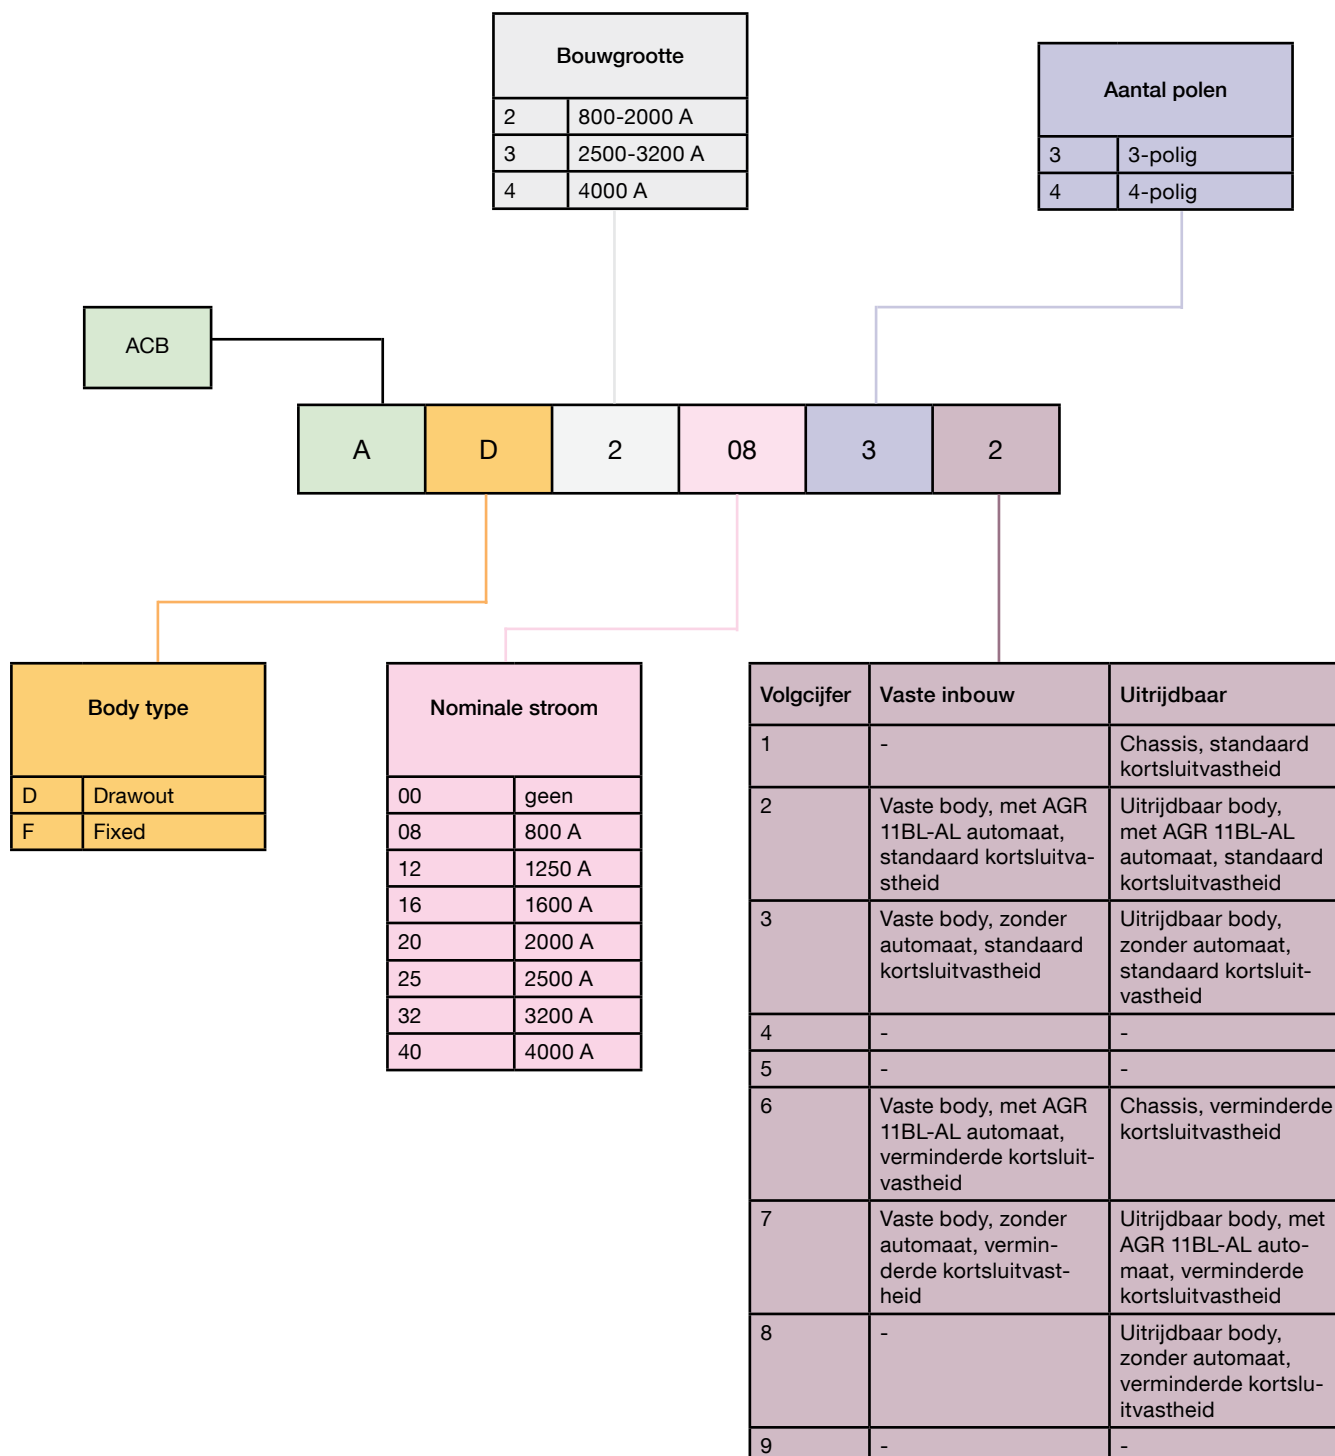 Bouwgrootte
2 800-2000 A
3 2500-3200 A
4 4000 A
Aantal polen
3 3-polig
4 4-polig
ACB
A D 2 08 3 2
Body type
D Drawout
F Fixed
Nominale stroom
00 geen
08 800 A
12 1250 A
16 1600 A
20 2000 A
25 2500 A
32 3200 A
40 4000 A
Volgcijfer Vaste inbouw Uitrijdbaar
1 - Chassis, standaard
kortsluitvastheid
2 Vaste body, met AGR
11BL-AL automaat,
standaard kortsluitva-
stheid
Uitrijdbaar body,
met AGR 11BL-AL
automaat, standaard
kortsluitvastheid
3 Vaste body, zonder
automaat, standaard
kortsluitvastheid
Uitrijdbaar body,
zonder automaat,
standaard kortsluit-
vastheid
4 - -
5 - -
6 Vaste body, met AGR
11BL-AL automaat,
verminderde kortsluit-
vastheid
Chassis, verminderde
kortsluitvastheid
7 Vaste body, zonder
automaat, vermin-
derde kortsluitvast-
heid
Uitrijdbaar body, met
AGR 11BL-AL auto-
maat, verminderde
kortsluitvastheid
8 - Uitrijdbaar body,
zonder automaat,
verminderde kortslu-
itvastheid
9 - -